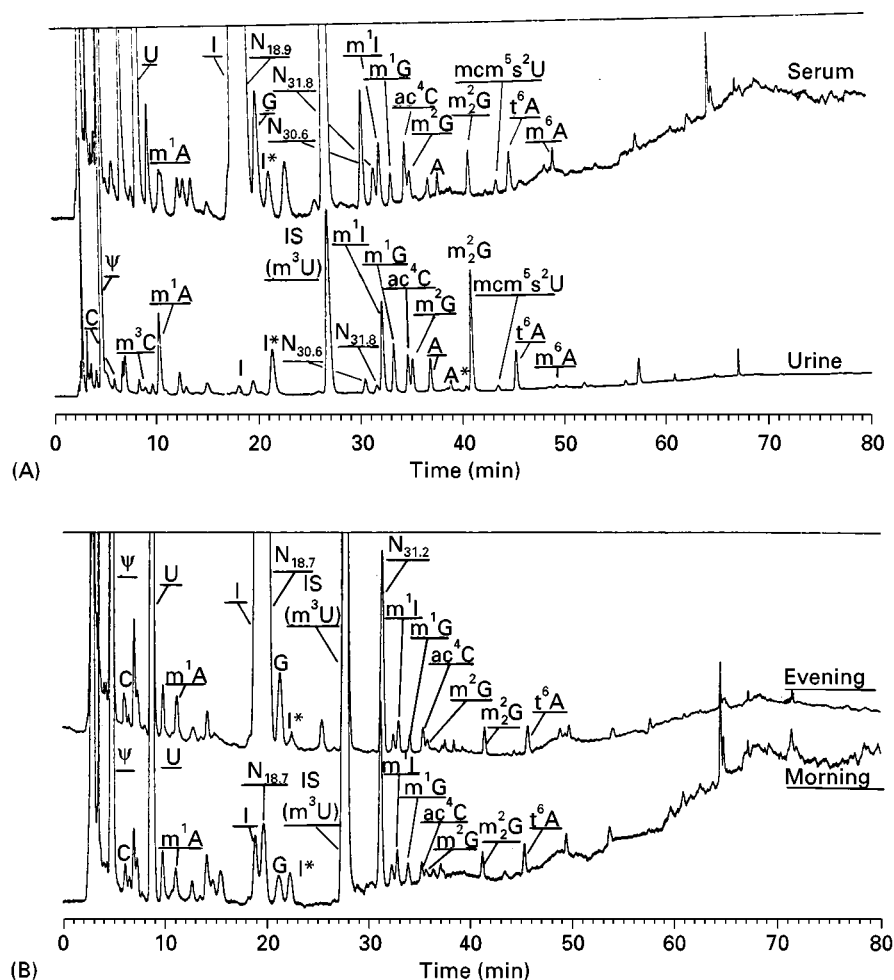 U
I
N18.9
G
N31.8
N30.6
I*
m¹A
m¹I
m¹G
ac⁴C
m²G
A
m²₂G
mcm⁵s²U
t⁶A
m⁶A
Serum
ψ
C
m³C
m¹A
I
I*
IS
(m³U)
N30.6
N31.8
m¹I
m¹G
ac⁴C
m²G
A
A*
m²₂G
mcm⁵s²U
t⁶A
m⁶A
Urine
0 10 20 30 40 50 60 70 80
Time (min)
(A)
ψ
U
C
m¹A
I
N18.7
IS
(m³U)
G
I*
N31.2
m¹I
m¹G
ac⁴C
m²G
m²₂G
t⁶A
Evening
ψ
U
C
m¹A
I
N18.7
IS
(m³U)
G
I*
m¹I
m¹G
ac⁴C
m²G
m²₂G
t⁶A
Morning
0 10 20 30 40 50 60 70 80
Time (min)
(B)